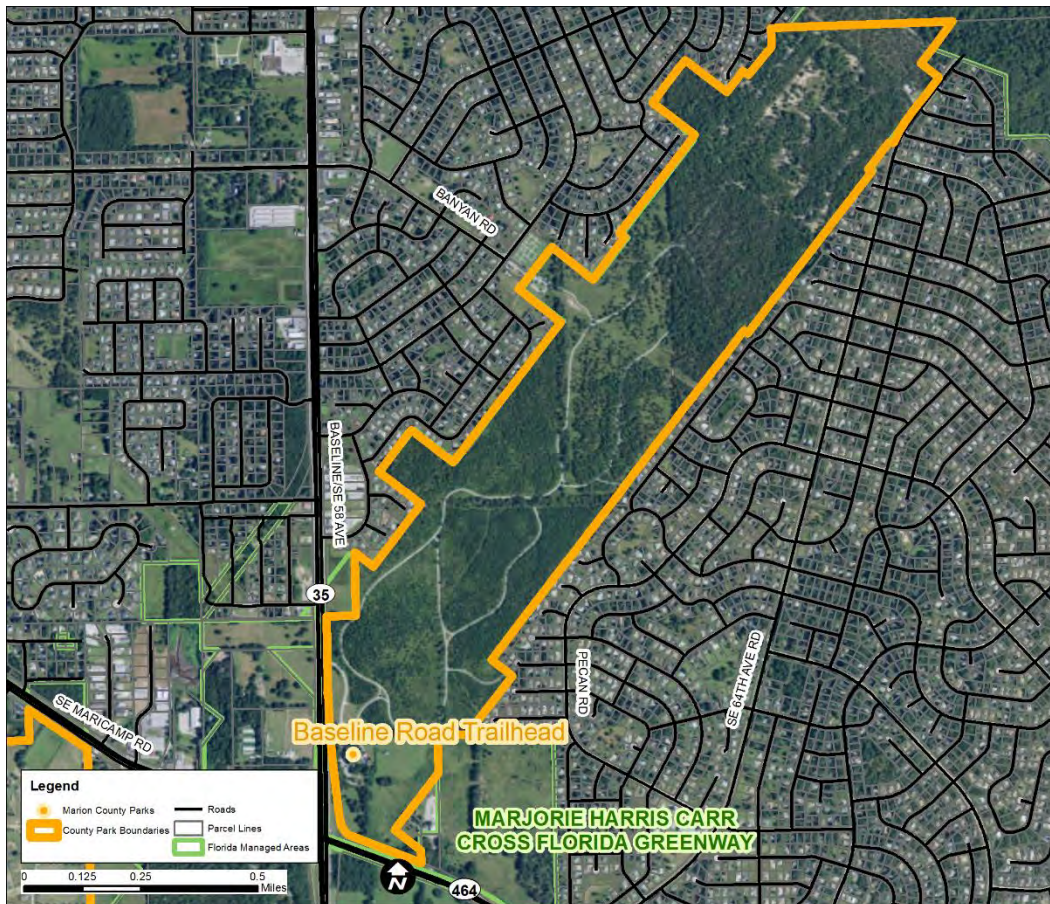 BANYAN RD
BASELINE/SE 58 AVE
35
PECAN RD
SE 64TH AVE RD
SE MARICAMP RD
Baseline Road Trailhead
MARJORIE HARRIS CARR
CROSS FLORIDA GREENWAY
Legend
Marion County Parks
Roads
County Park Boundaries
Parcel Lines
Florida Managed Areas
0 0.125 0.25 0.5
Miles
N
464